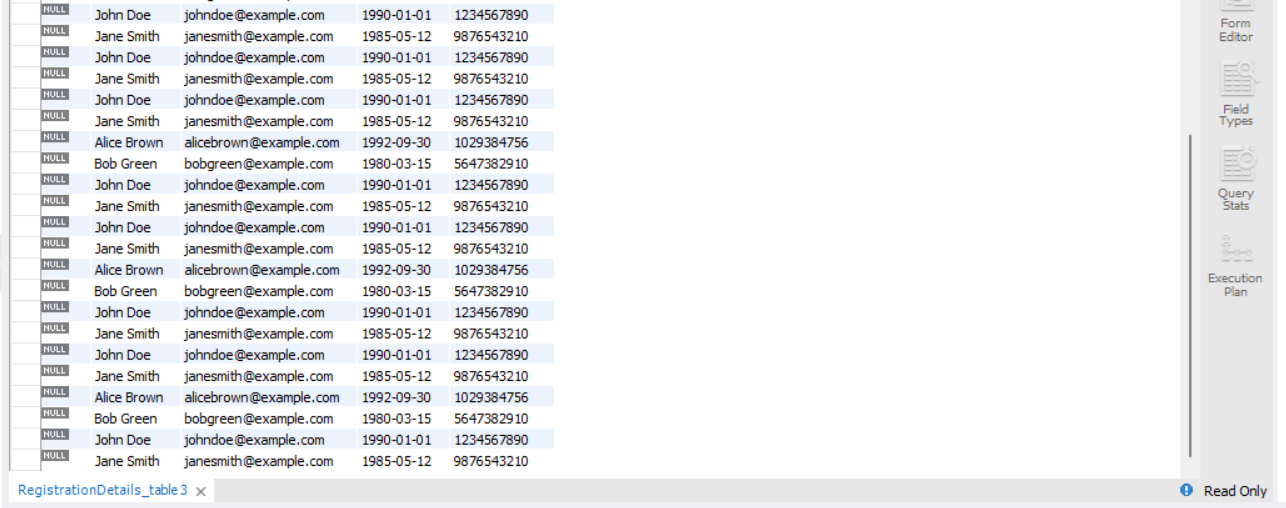 NULL John Doe johndoe@example.com 1990-01-01 1234567890
NULL Jane Smith janesmith@example.com 1985-05-12 9876543210
NULL John Doe johndoe@example.com 1990-01-01 1234567890
NULL Jane Smith janesmith@example.com 1985-05-12 9876543210
NULL John Doe johndoe@example.com 1990-01-01 1234567890
NULL Jane Smith janesmith@example.com 1985-05-12 9876543210
NULL Alice Brown alicebrown@example.com 1992-09-30 1029384756
NULL Bob Green bobgreen@example.com 1980-03-15 5647382910
NULL John Doe johndoe@example.com 1990-01-01 1234567890
NULL Jane Smith janesmith@example.com 1985-05-12 9876543210
NULL John Doe johndoe@example.com 1990-01-01 1234567890
NULL Jane Smith janesmith@example.com 1985-05-12 9876543210
NULL Alice Brown alicebrown@example.com 1992-09-30 1029384756
NULL Bob Green bobgreen@example.com 1980-03-15 5647382910
NULL John Doe johndoe@example.com 1990-01-01 1234567890
NULL Jane Smith janesmith@example.com 1985-05-12 9876543210
NULL John Doe johndoe@example.com 1990-01-01 1234567890
NULL Jane Smith janesmith@example.com 1985-05-12 9876543210
NULL Alice Brown alicebrown@example.com 1992-09-30 1029384756
NULL Bob Green bobgreen@example.com 1980-03-15 5647382910
NULL John Doe johndoe@example.com 1990-01-01 1234567890
NULL Jane Smith janesmith@example.com 1985-05-12 9876543210
Form
Editor
Field
Types
Query
Stats
Execution
Plan
RegistrationDetails_table3
Read Only